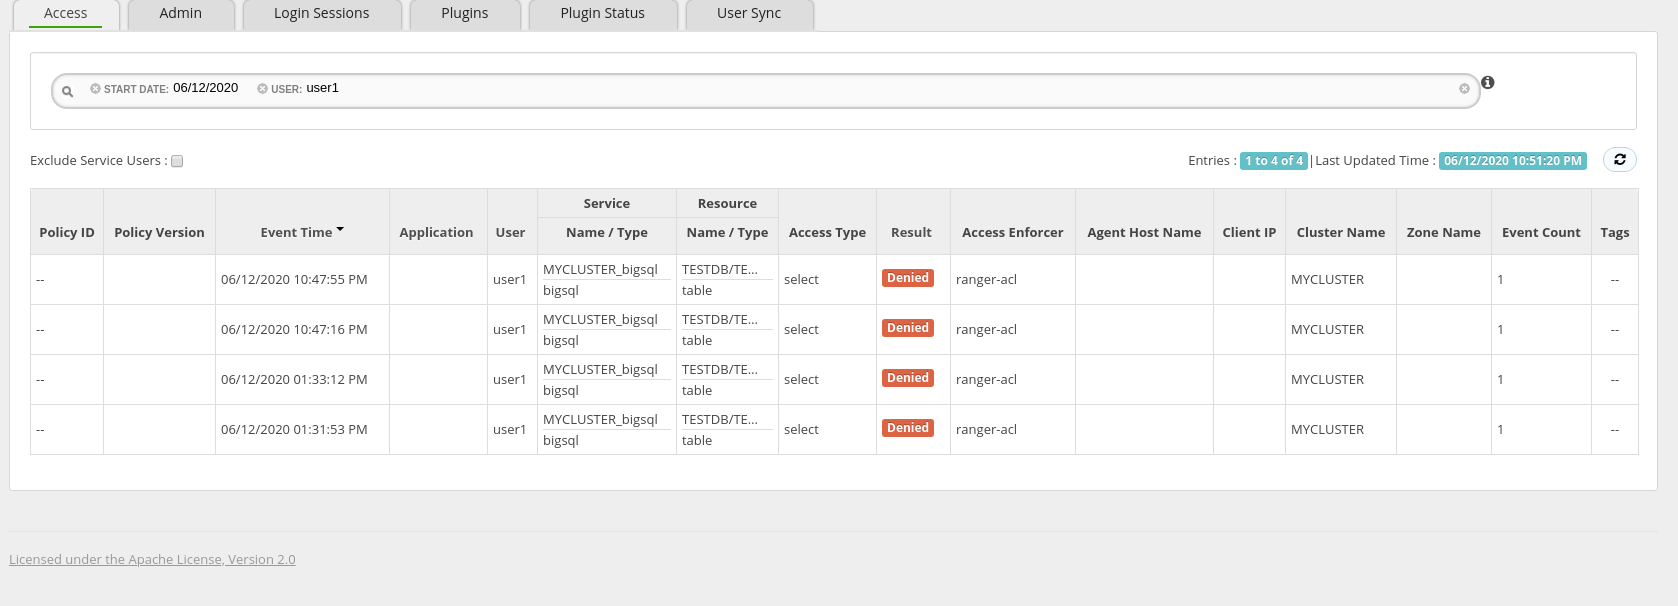 Access Admin Login Sessions Plugins Plugin Status User Sync
START DATE: 06/12/2020 USER: user1
Exclude Service Users : Entries : 1 to 4 of 4 | Last Updated Time : 06/12/2020 10:51:20 PM
Service Resource
Policy ID Policy Version Event Time Application User Name / Type Name / Type Access Type Result Access Enforcer Agent Host Name Client IP Cluster Name Zone Name Event Count Tags
MYCLUSTER_bigsql TESTDB/TE...
-- 06/12/2020 10:47:55 PM user1 select Denied ranger-acl MYCLUSTER 1 --
bigsql table
MYCLUSTER_bigsql TESTDB/TE...
-- 06/12/2020 10:47:16 PM user1 select Denied ranger-acl MYCLUSTER 1 --
bigsql table
MYCLUSTER_bigsql TESTDB/TE...
-- 06/12/2020 01:33:12 PM user1 select Denied ranger-acl MYCLUSTER 1 --
bigsql table
MYCLUSTER_bigsql TESTDB/TE...
-- 06/12/2020 01:31:53 PM user1 select Denied ranger-acl MYCLUSTER 1 --
bigsql table
Licensed under the Apache License, Version 2.0